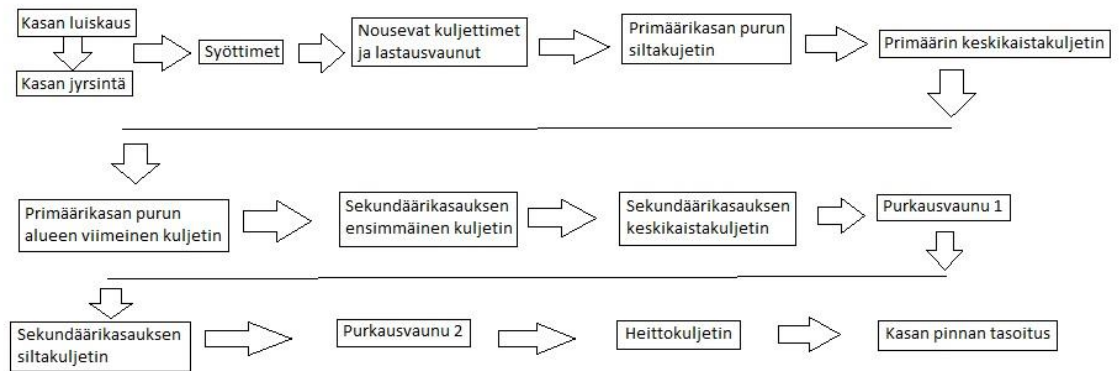 Kasan luiskaus
Kasan jyrsintä
Syöttimet
Nousevat kuljettimet
ja lastausvaunut
Primäärikasan purun
siltakujetin
Primäärin keskikaistakuljetin
Primäärikasan purun
alueen viimeinen kuljetin
Sekundäärikasauksen
ensimmäinen kuljetin
Sekundäärikasauksen
keskikaistakuljetin
Purkausvaunu 1
Sekundäärikasauksen
siltakuljetin
Purkausvaunu 2
Heittokuljetin
Kasan pinnan tasoitus